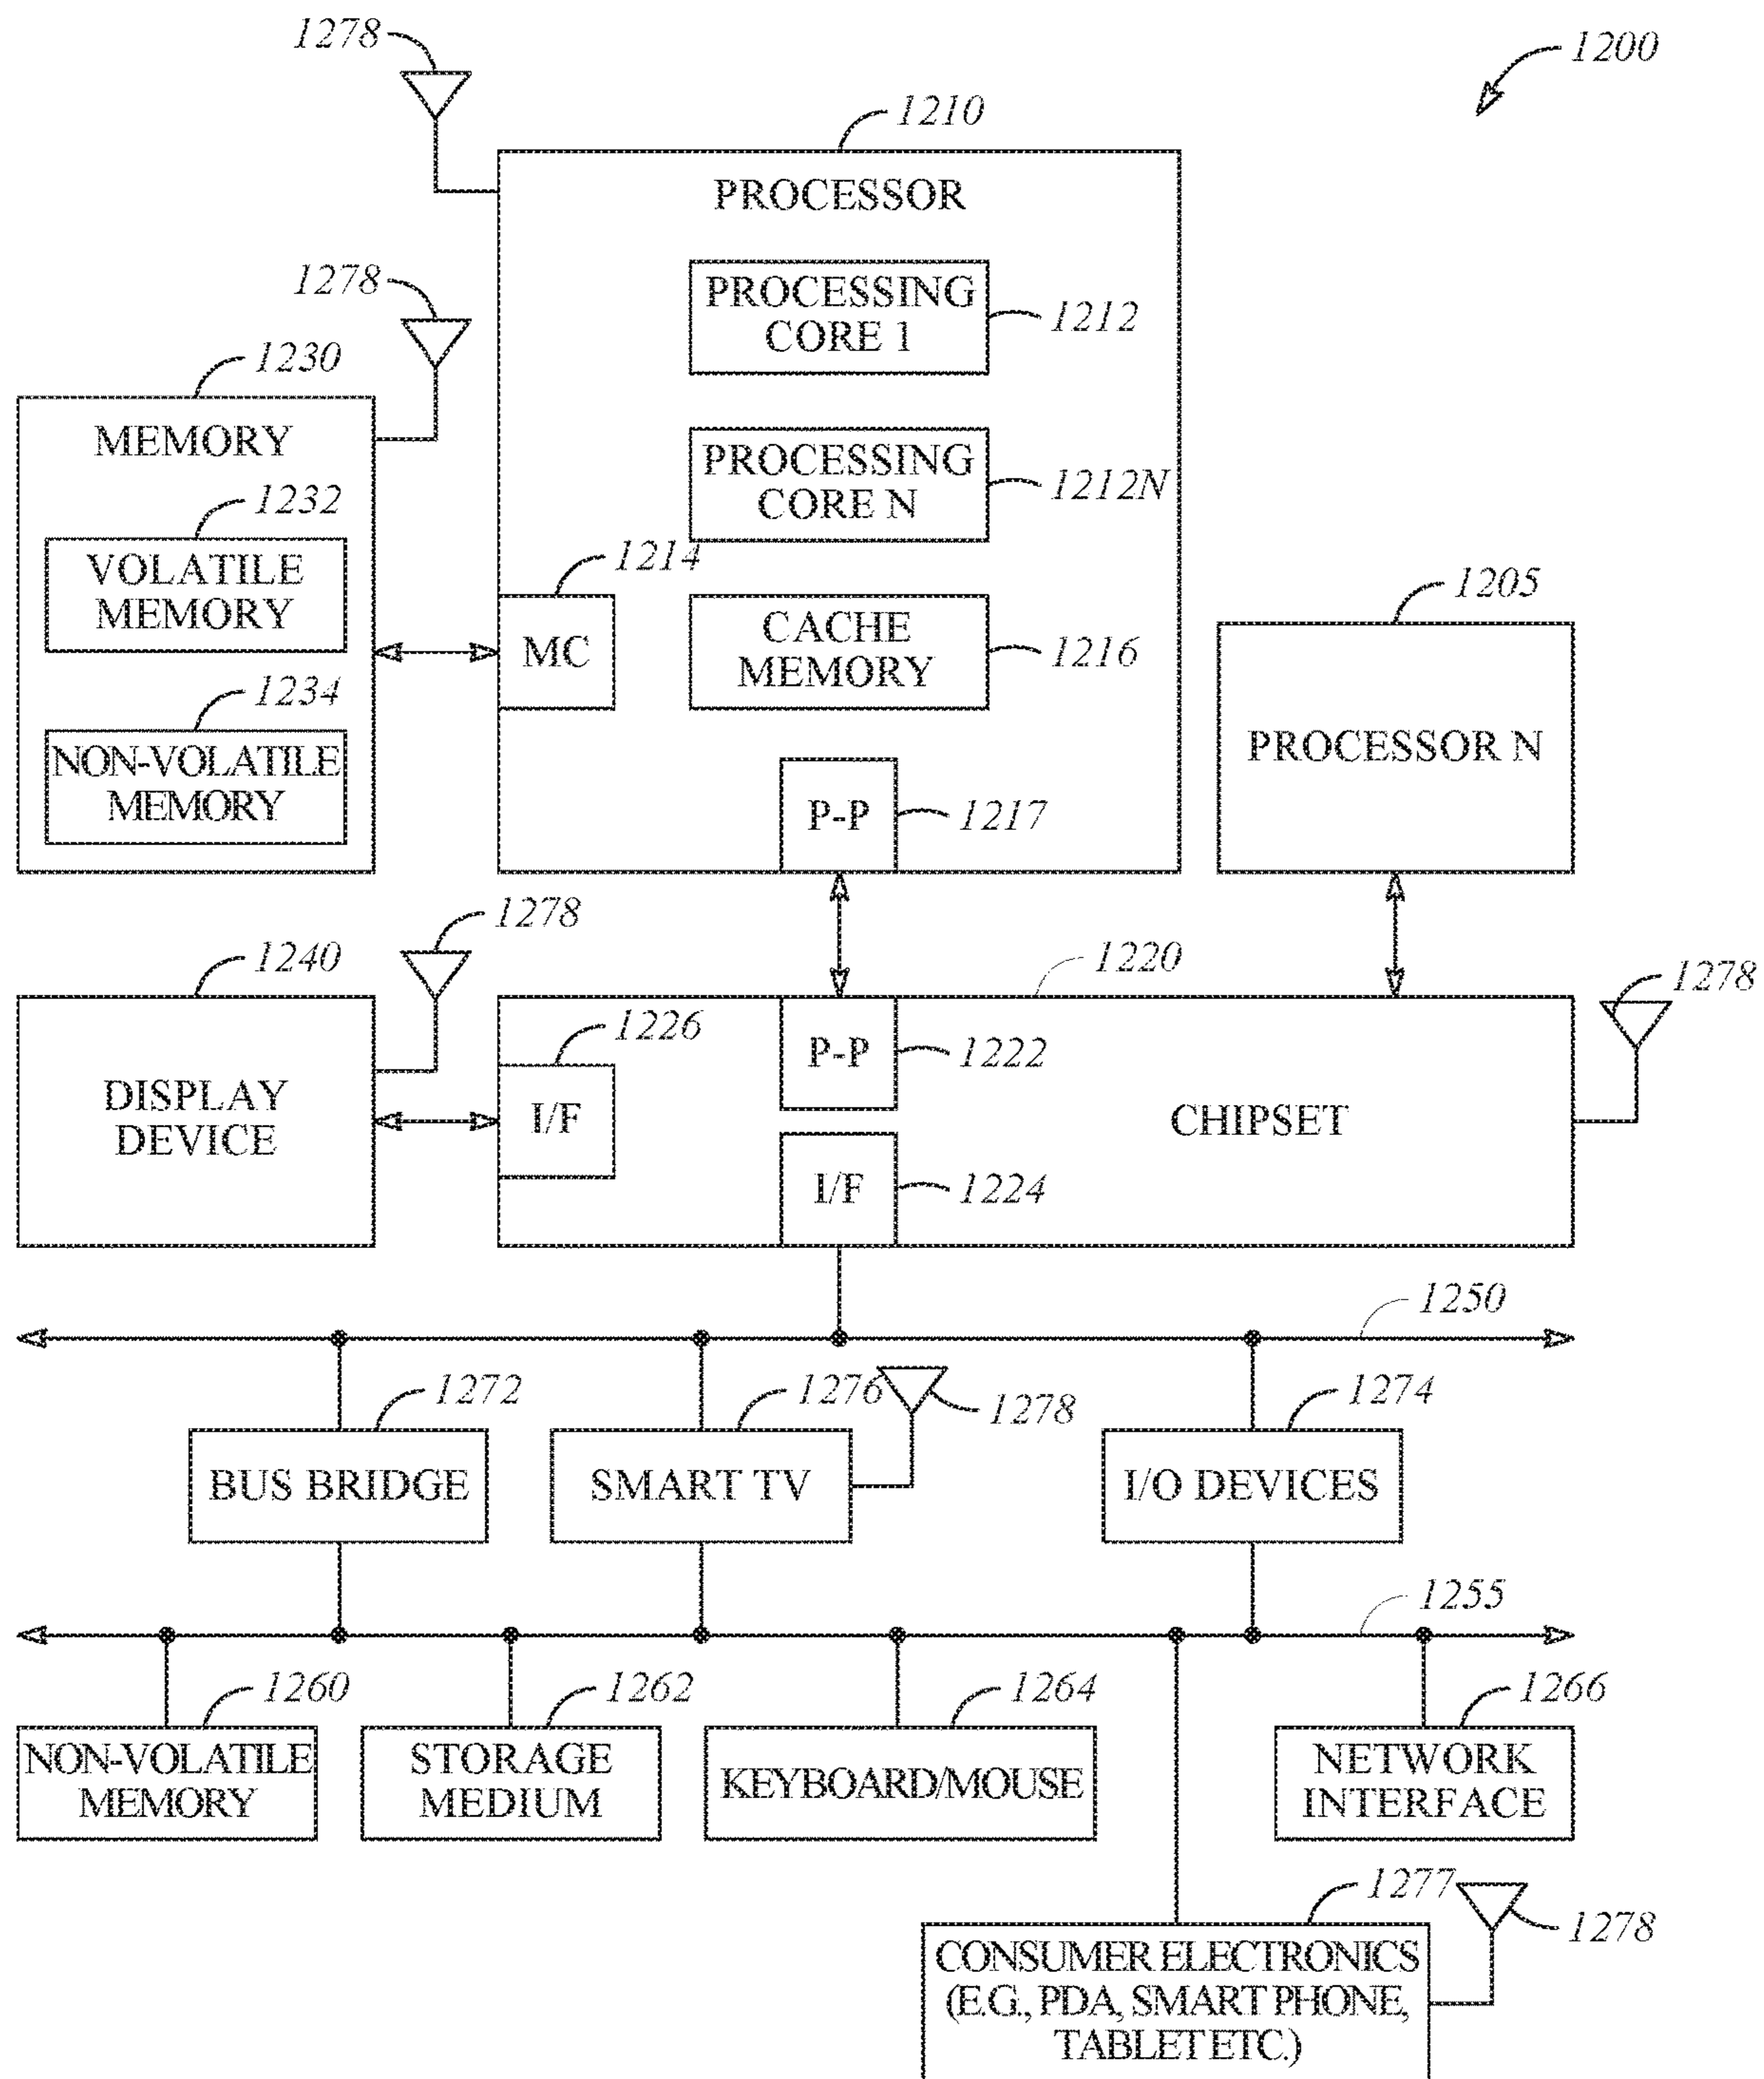 1278
1200
1210
PROCESSOR
PROCESSING
CORE 1
1212
1278
1230
MEMORY
PROCESSING
CORE N
1212N
1232
VOLATILE
MEMORY
1214
MC
CACHE
MEMORY
1216
1205
PROCESSOR N
1234
NON-VOLATILE
MEMORY
P-P
1217
1278
1240
DISPLAY
DEVICE
1220
1278
1226
I/F
P-P
1222
CHIPSET
I/F
1224
1250
1272
BUS BRIDGE
1276
SMART TV
1278
1274
I/O DEVICES
1255
1260
NON-VOLATILE
MEMORY
1262
STORAGE
MEDIUM
1264
KEYBOARD/MOUSE
1266
NETWORK
INTERFACE
1277
1278
CONSUMER ELECTRONICS
(E.G., PDA, SMART PHONE,
TABLET ETC.)